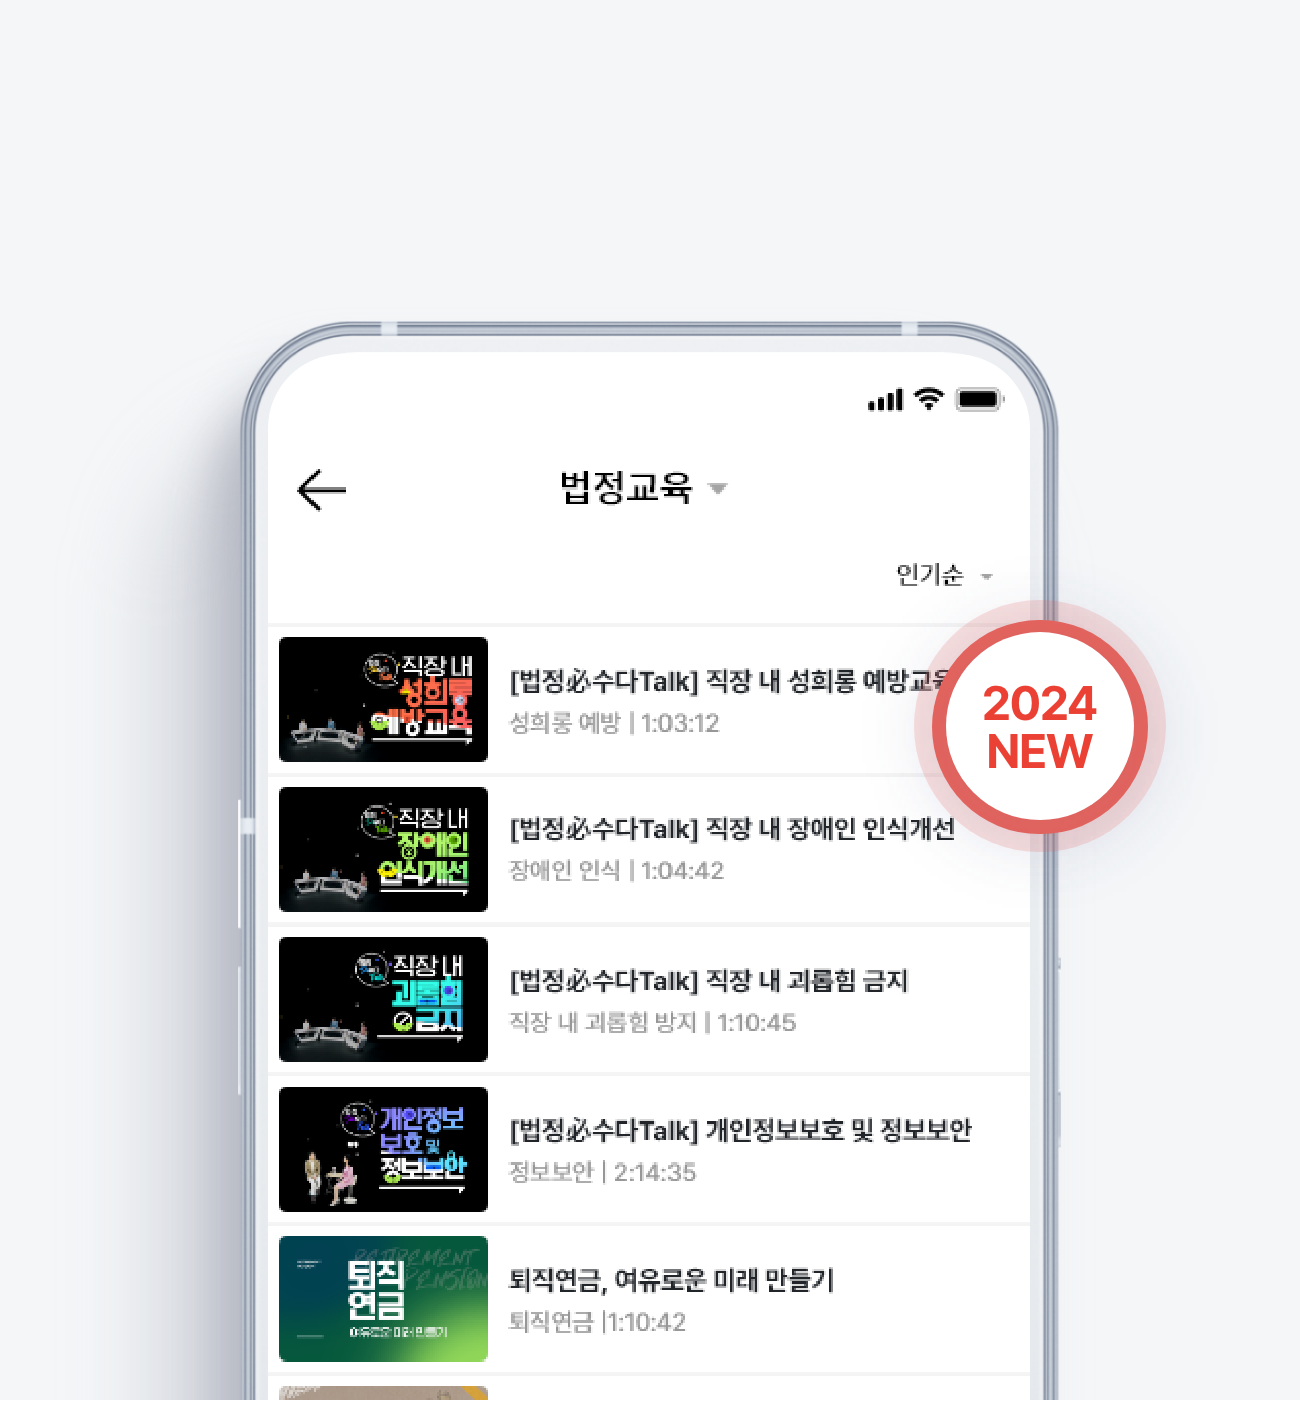 법정교육
인기순
직장 내
성희롱
예방교육
[법정必수다Talk] 직장 내 성희롱 예방교육
성희롱 예방 | 1:03:12
2024
NEW
직장 내
장애인
인식개선
[법정必수다Talk] 직장 내 장애인 인식개선
장애인 인식 | 1:04:42
직장 내
괴롭힘
금지
[법정必수다Talk] 직장 내 괴롭힘 금지
직장 내 괴롭힘 방지 | 1:10:45
개인정보
보호 및
정보보안
[법정必수다Talk] 개인정보보호 및 정보보안
정보보안 | 2:14:35
RETIREMENT
PENSION
퇴직
연금
여유로운 미래 만들기
퇴직연금, 여유로운 미래 만들기
퇴직연금 |1:10:42